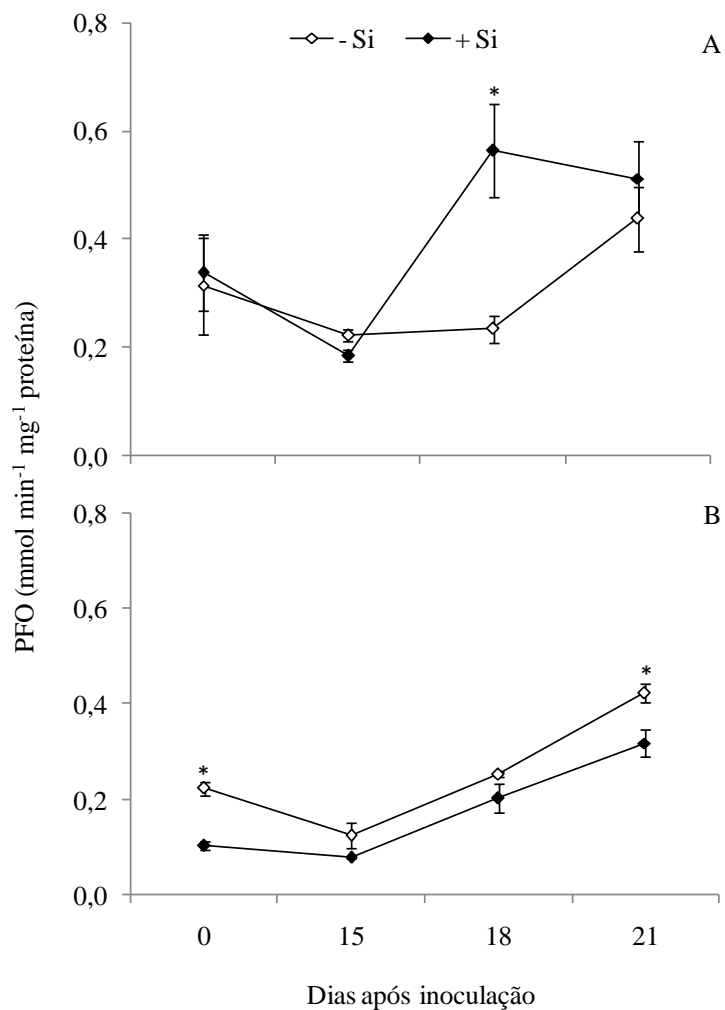 0,8
- Si + Si
A
*
0,6
0,4
0,2
0,0
PFO (mmol min-1 mg-1 proteína)
0,8
B
0,6
*
0,4
*
0,2
0,0
0 15 18 21
Dias após inoculação